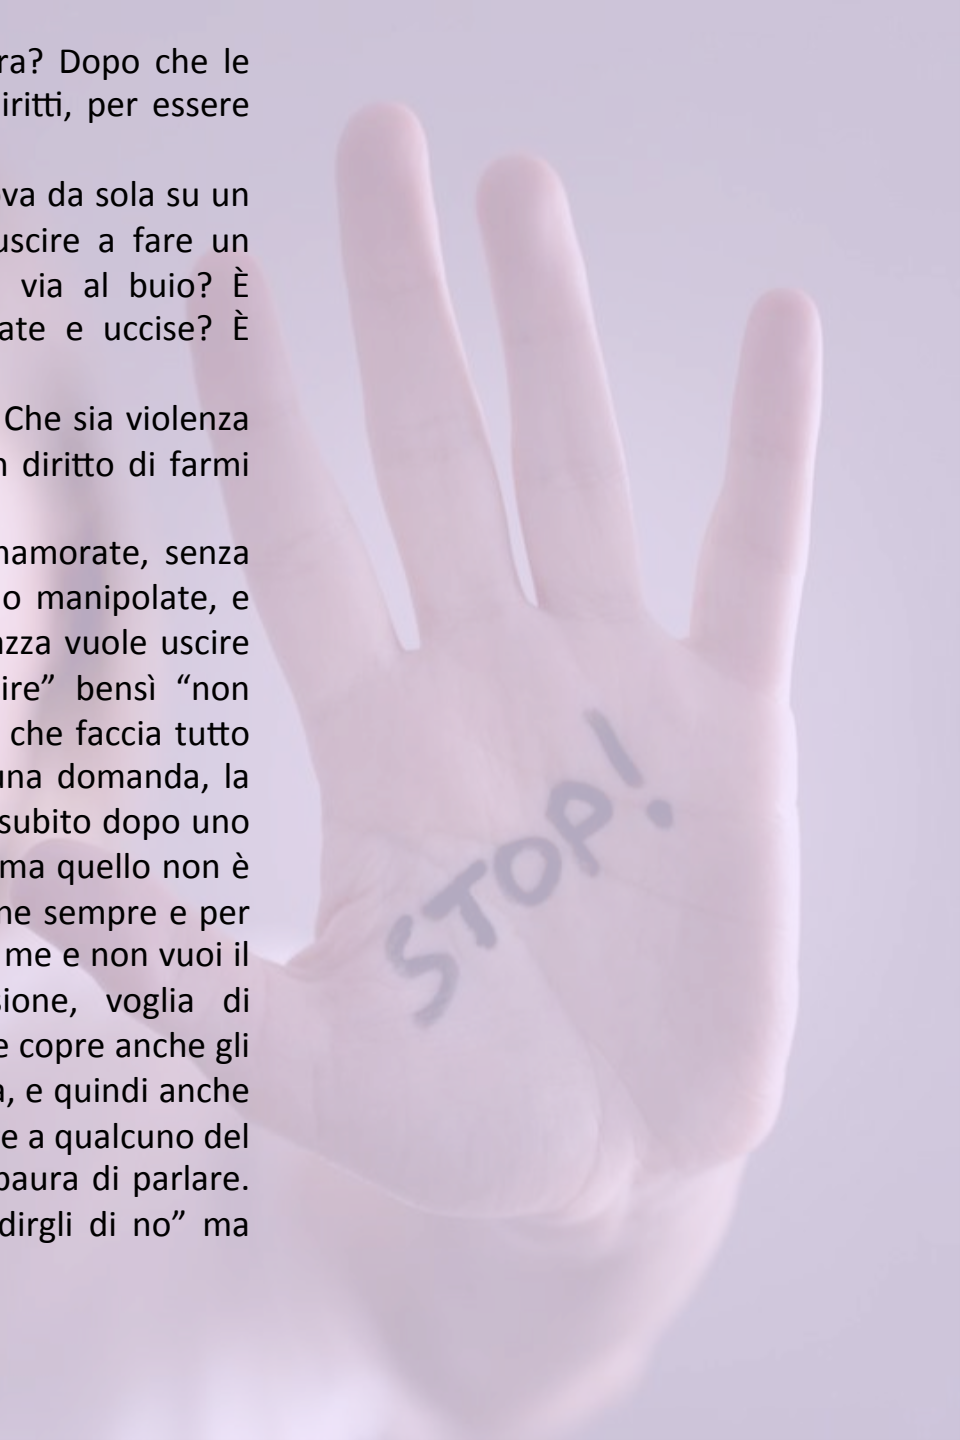 ra? Dopo che le
iritti, per essere
va da sola su un
uscire a fare un
via al buio? È
ate e uccise? È
Che sia violenza
n diritto di farmi
namorate, senza
o manipolate, e
azza vuole uscire
ire” bensì “non
che faccia tutto
una domanda, la
subito dopo uno
ma quello non è
ne sempre e per
me e non vuoi il
sione, voglia di
e copre anche gli
a, e quindi anche
e a qualcuno del
paura di parlare.
dirgli di no” ma
STOP!